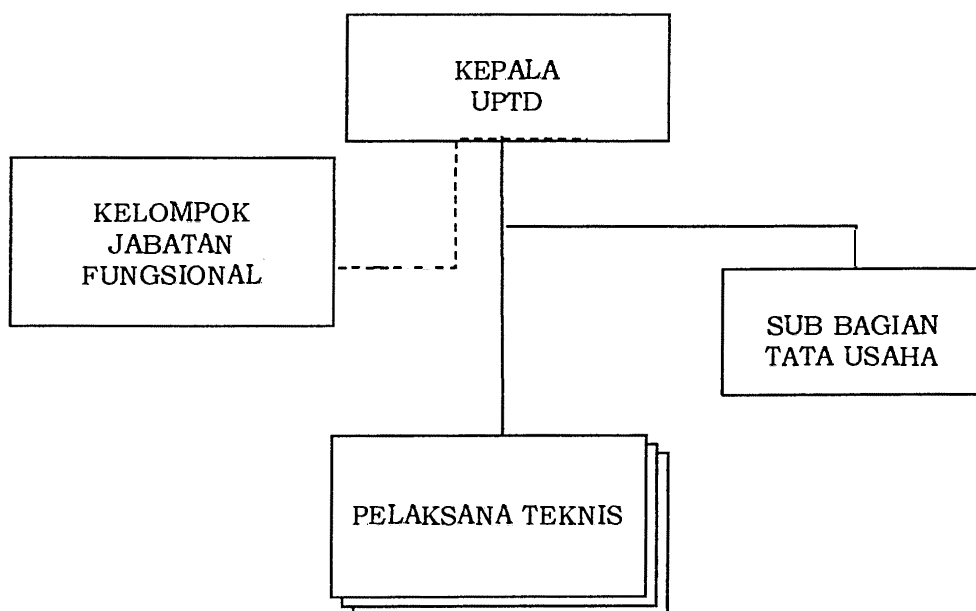 KEPALA
UPTD
KELOMPOK
JABATAN
FUNGSIONAL
SUB BAGIAN
TATA USAHA
PELAKSANA TEKNIS